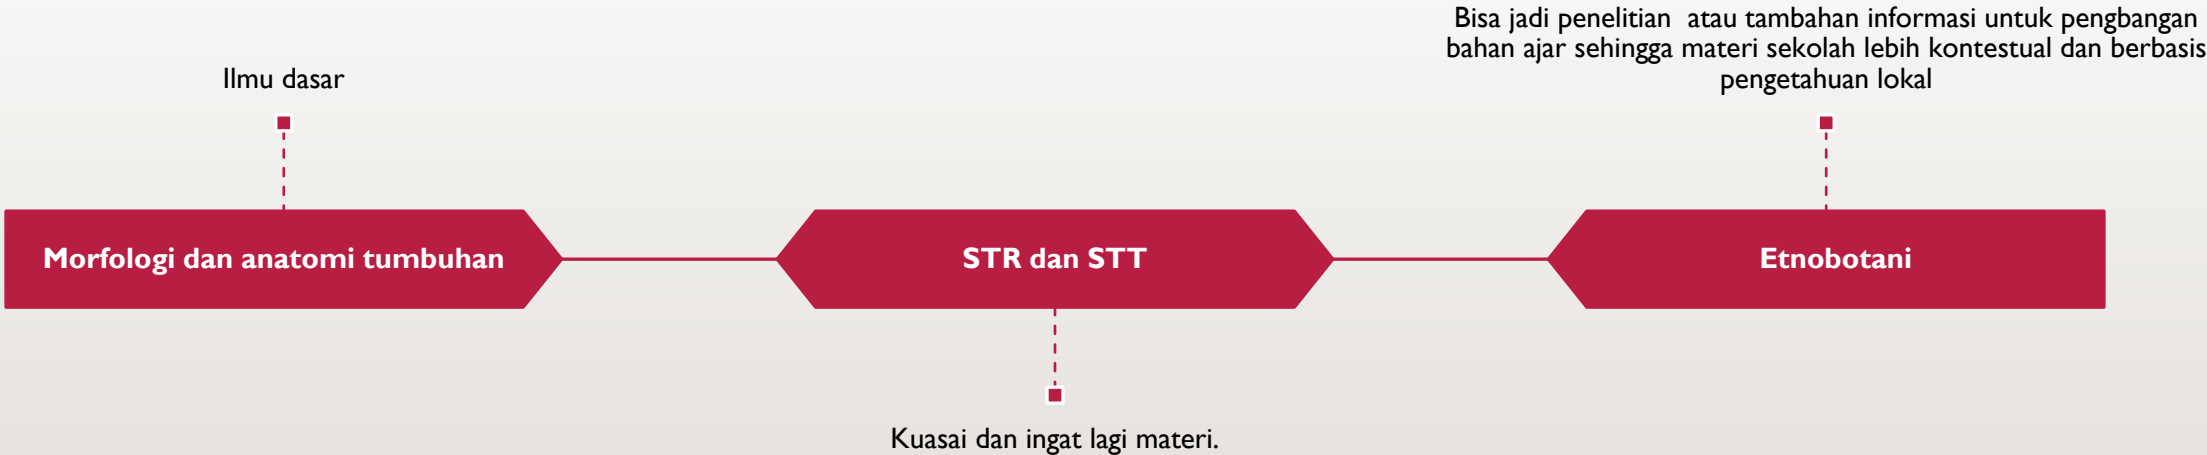 Bisa jadi penelitian atau tambahan informasi untuk pengbangan
bahan ajar sehingga materi sekolah lebih kontestual dan berbasis
pengetahuan lokal
Ilmu dasar
Morfologi dan anatomi tumbuhan
STR dan STT
Etnobotani
Kuasai dan ingat lagi materi.